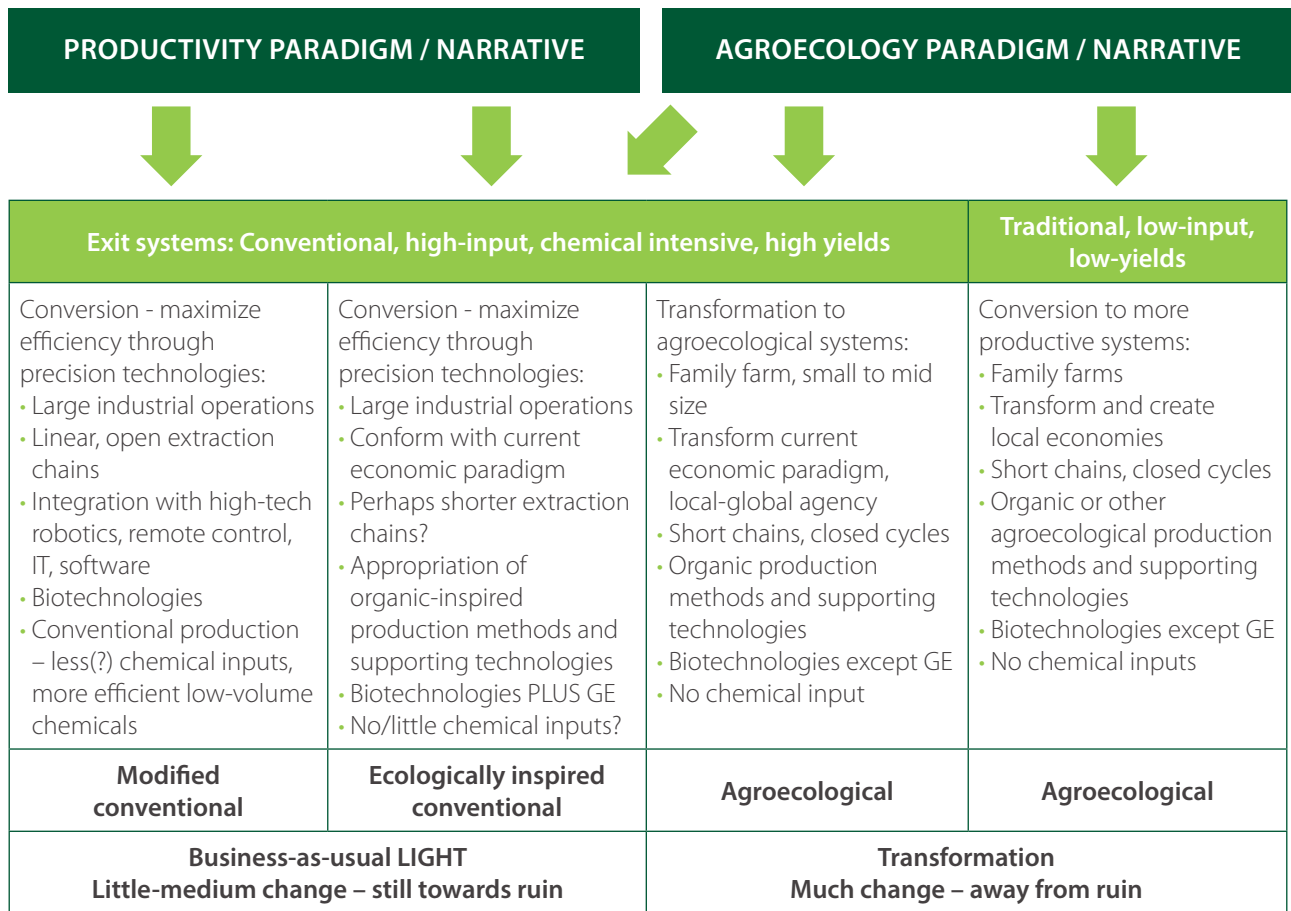 PRODUCTIVITY PARADIGM / NARRATIVE
AGROECOLOGY PARADIGM / NARRATIVE
Exit systems: Conventional, high-input, chemical intensive, high yields
Traditional, low-input,
low-yields
Conversion - maximize
efficiency through
precision technologies:
• Large industrial operations
• Linear, open extraction
chains
• Integration with high-tech
robotics, remote control,
IT, software
• Biotechnologies
• Conventional production
– less(?) chemical inputs,
more efficient low-volume
chemicals
Conversion - maximize
efficiency through
precision technologies:
• Large industrial operations
• Conform with current
economic paradigm
• Perhaps shorter extraction
chains?
• Appropriation of
organic-inspired
production methods and
supporting technologies
• Biotechnologies PLUS GE
• No/little chemical inputs?
Transformation to
agroecological systems:
• Family farm, small to mid
size
• Transform current
economic paradigm,
local-global agency
• Short chains, closed cycles
• Organic production
methods and supporting
technologies
• Biotechnologies except GE
• No chemical input
Conversion to more
productive systems:
• Family farms
• Transform and create
local economies
• Short chains, closed cycles
• Organic or other
agroecological production
methods and supporting
technologies
• Biotechnologies except GE
• No chemical inputs
Modified
conventional
Ecologically inspired
conventional
Agroecological
Agroecological
Business-as-usual LIGHT
Little-medium change – still towards ruin
Transformation
Much change – away from ruin